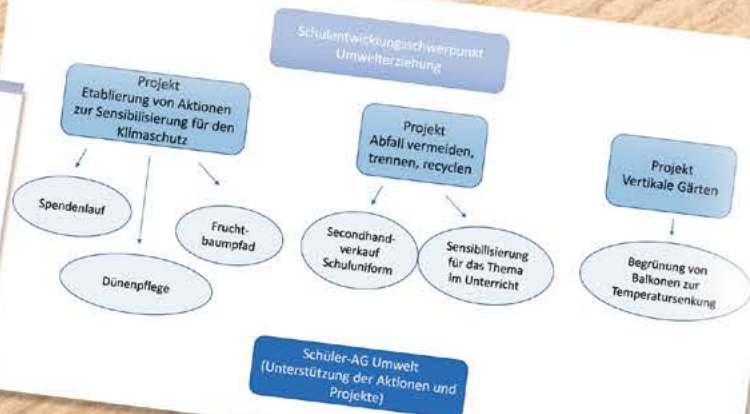 Schulentwicklungsschwerpunkt
Umwelterziehung
Projekt
Etablierung von Aktionen
zur Sensibilisierung für den
Klimaschutz
Spendenlauf
Dünenpflege
Frucht-
baumpfad
Projekt
Abfall vermeiden,
trennen, recyclen
Secondhand-
verkauf
Schuluniform
Sensibilisierung
für das Thema
im Unterricht
Projekt
Vertikale Gärten
Begrünung von
Balkonen zur
Temperatursenkung
Schüler-AG Umwelt
(Unterstützung der Aktionen und
Projekte)